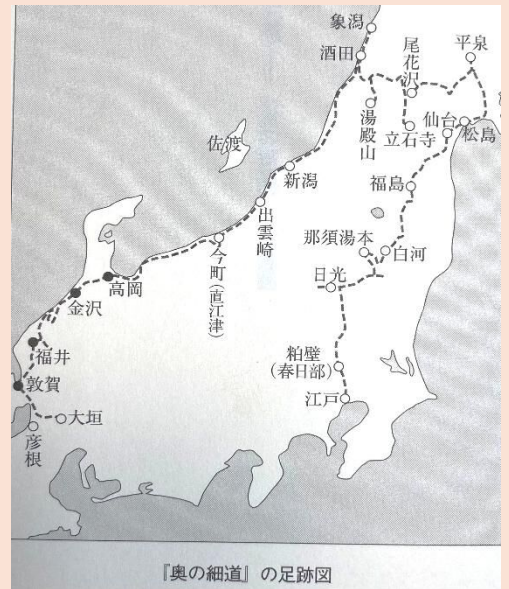 象潟
酒田
尾花沢
平泉
湯殿山
立石寺
仙台
松島
佐渡
新潟
福島
出雲崎
那須湯本
白河
今町(直江津)
日光
高岡
金沢
粕壁
(春日部)
福井
江戸
敦賀
大垣
彦根
『奥の細道』の足跡図